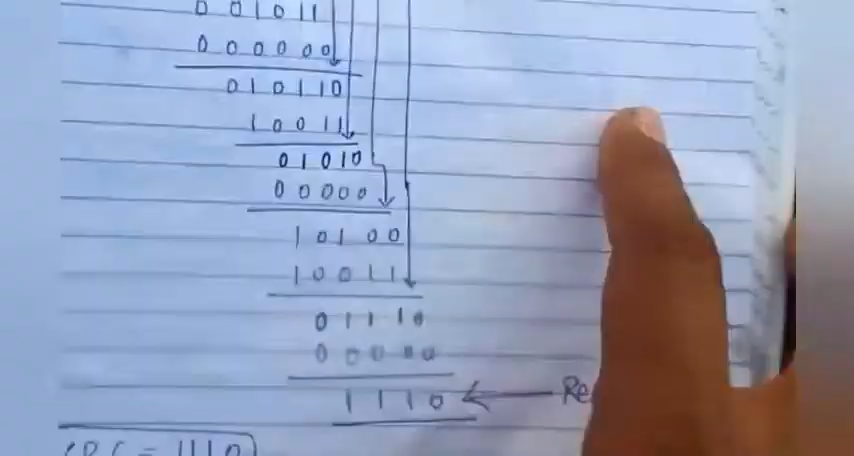 0 0 1 0 1 1
0 0 0 0 0 0
0 1 0 1 1 0
1 0 0 1 1
0 1 0 1 0
0 0 0 0 0
1 0 1 0 0
1 0 0 1 1
0 1 1 1 0
0 0 0 0 0
1 1 1 0 ← Re
CRC = 1110